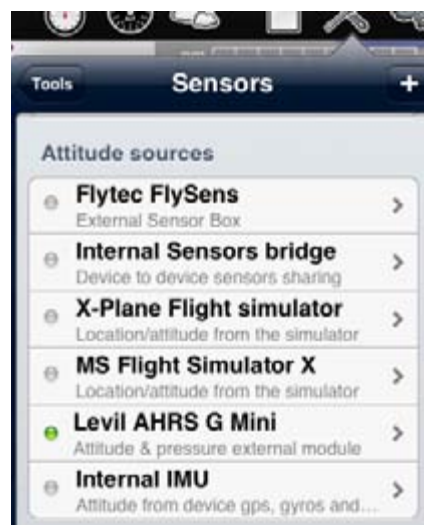 Tools
Sensors
+
Attitude sources
Flytec FlySens
External Sensor Box
Internal Sensors bridge
Device to device sensors sharing
X-Plane Flight simulator
Location/attitude from the simulator
MS Flight Simulator X
Location/attitude from the simulator
Levil AHRS G Mini
Attitude & pressure external module
Internal IMU
Attitude from device gps, gyros and...